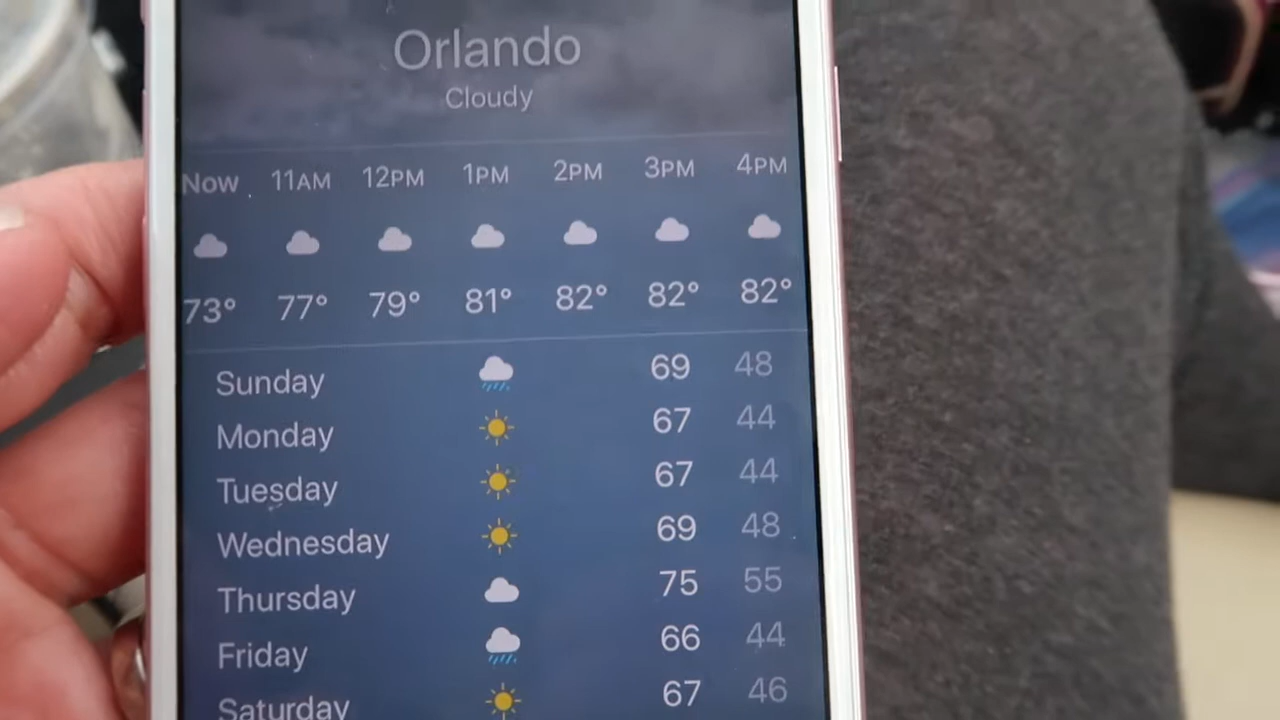 Orlando
Cloudy
Now 11AM 12PM 1PM 2PM 3PM 4PM
73° 77° 79° 81° 82° 82° 82°
Sunday 69 48
Monday 67 44
Tuesday 67 44
Wednesday 69 48
Thursday 75 55
Friday 66 44
Saturday 67 46